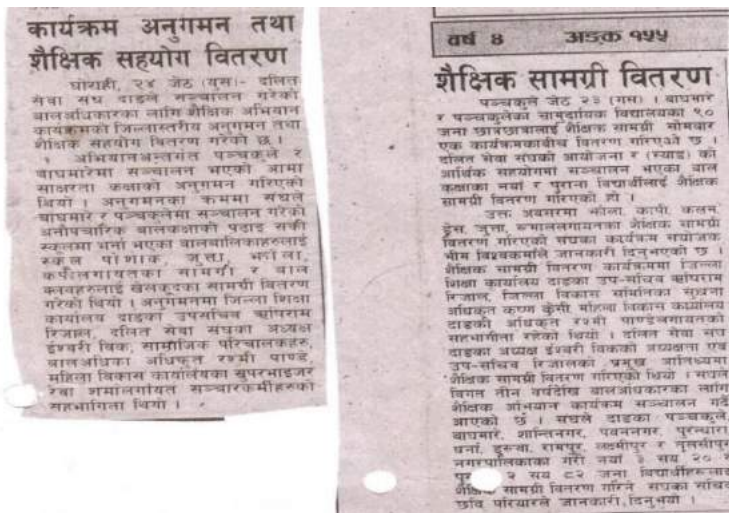 कार्यक्रम अनुगमन तथा
शैक्षिक सहयोग वितरण
घोराही, २४ जेठ (युस)- दलित
सेवा संघ दाङले सञ्चालन गरेको
बालअधिकारका लागि शैक्षिक अभियान
कार्यक्रमको जिल्लास्तरीय अनुगमन तथा
शैक्षिक सहयोग वितरण गरेको छ ।
अभियानअन्तर्गत पञ्चकुले र
बाघमारेमा सञ्चालन भएको आमा
साक्षरता कक्षाको अनुगमन गरिएको
थियो । अनुगमनका क्रममा संघले
बाघमारे र पञ्चकुलेमा सञ्चालन गरेको
अनौपचारिक बालकक्षाको पढाइ सकी
स्कूलमा भर्ना भएका बालबालिकाहरुलाई
स्कूल पोशाक, जुत्ता, झोला,
कपीलगायतका सामग्री र बाल
क्लवहरुलाई खेलकुदका सामग्री वितरण
गरेको थियो । अनुगमनमा जिल्ला शिक्षा
कार्यालय दाङका उपसचिव ऋषिराम
रिजाल, दलित सेवा संघका अध्यक्ष
ईश्वरी विक, सामाजिक परिचालकहरु,
बालअधिका अधिकृत रश्मी पाण्डे,
महिला विकास कार्यालयका सुपरभाइजर
रेवा शर्मालगायत सञ्चारकर्मीहरुको
सहभागिता थियो ।
वर्ष ४ अङ्क १५५
शैक्षिक सामग्री वितरण
पञ्चकुले जेठ २३ (गस) । बाघमारे
र पञ्चकुलेका सामुदायिक विद्यालयका ९०
जना छात्रछात्रालाई शैक्षिक सामग्री सोमवार
एक कार्यक्रमकाबीच वितरण गरिएको छ ।
दलित सेवा संघको आयोजना र (स्याड) को
आर्थिक सहयोगमा सञ्चालन भएका बाल
कक्षाका नयाँ र पुराना विद्यार्थीलाई शैक्षिक
सामग्री वितरण गरिएको हो ।
उक्त अवसरमा झोला, कापी, कलम,
ड्रेस, जुत्ता, रुमाललगायतका शैक्षिक सामग्री
वितरण गरिएको संघका कार्यक्रम संयोजक
भीम विश्वकर्माले जानकारी दिनुभएको छ ।
शैक्षिक सामग्री वितरण कार्यक्रममा जिल्ला
शिक्षा कार्यालय दाङका उप-सचिव ऋषिराम
रिजाल, जिल्ला विकास समितिका सूचना
अधिकृत कृष्ण केसी महिला विकास कार्यालय
दाङकी अधिकृत रश्मी पाण्डेलगायतको
सहभागीता रहेको थियो । दलित सेवा संघ
दाङका अध्यक्ष ईश्वरी विकको अध्यक्षता एवं
उप-सचिव रिजालको प्रमुख आतिथ्यमा
शैक्षिक सामग्री वितरण गरिएको थियो । संघले
विगत तीन वर्षदेखि बालअधिकारका लागि
शैक्षिक अभियान कार्यक्रम सञ्चालन गर्दै
आएको छ । संघले दाङका पञ्चकुले,
बाघमारे, शान्तिनगर, पवननगर, पुरन्धारा,
धर्ना, डुरुवा, रामपुर, लक्ष्मीपुर र तुलसीपुर
नगरपालिकाका गरी नयाँ ३ सय २० र
२ सय ८२ जना विद्यार्थीहरुलाई
शैक्षिक सामग्री वितरण गरिने संघका सचिव
छवि परियारले जानकारी दिनुभयो ।